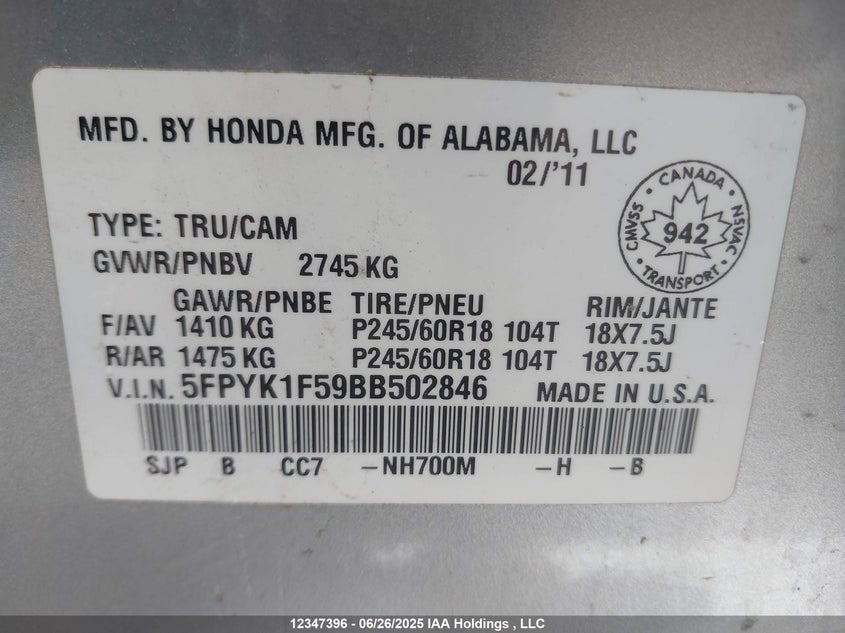 MFD. BY HONDA MFG. OF ALABAMA, LLC
02/'11
CANADA
CMVSS
NSVAC
942
TRANSPORT
TYPE: TRU/CAM
GVWR/PNBV 2745 KG
GAWR/PNBE TIRE/PNEU RIM/JANTE
F/AV 1410 KG P245/60R18 104T 18X7.5J
R/AR 1475 KG P245/60R18 104T 18X7.5J
V.I.N. 5FPYK1F59BB502846 MADE IN U.S.A.
SJP B CC7 -NH700M -H -B
12347396 - 06/26/2025 IAA Holdings , LLC